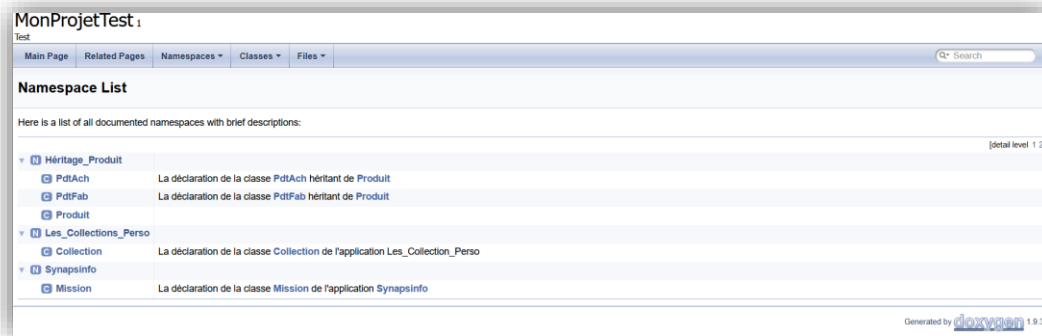 MonProjetTest 1
Test
Main Page Related Pages Namespaces Classes Files Search
Namespace List
Here is a list of all documented namespaces with brief descriptions:
[detail level 1 2
N Héritage_Produit
C PdtAch La déclaration de la classe PdtAch héritant de Produit
C PdtFab La déclaration de la classe PdtFab héritant de Produit
C Produit
N Les_Collections_Perso
C Collection La déclaration de la classe Collection de l'application Les_Collection_Perso
N Synapsinfo
C Mission La déclaration de la classe Mission de l'application Synapsinfo
Generated by doxygen 1.9.3